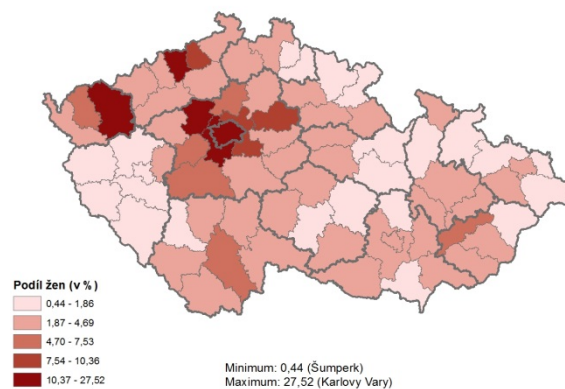 Podíl žen (v %)
0,44 - 1,86
1,87 - 4,69
4,70 - 7,53
7,54 - 10,36
10,37 - 27,52
Minimum: 0,44 (Šumperk)
Maximum: 27,52 (Karlovy Vary)